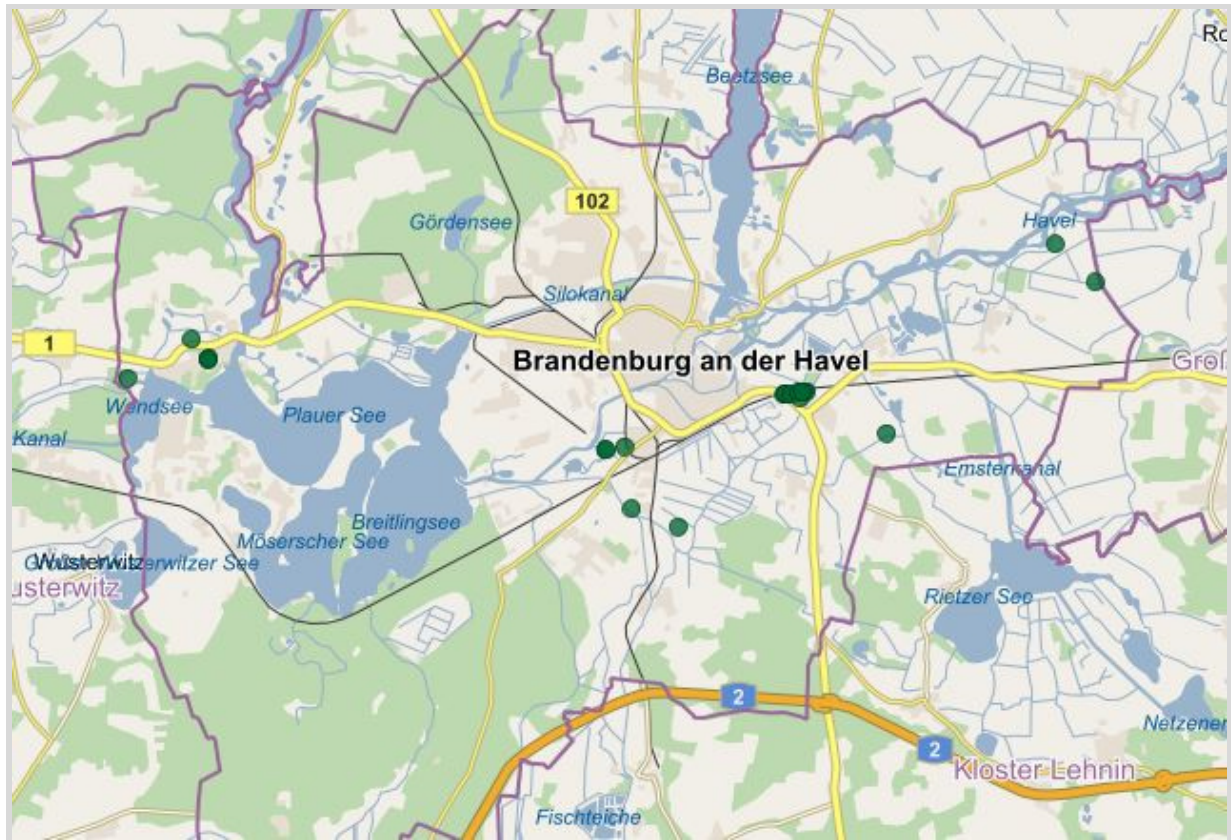 Ro
Beetzsee
102
Gördensee
Havel
Silokanal
1
Brandenburg an der Havel
Wendsee
Plauer See
Kanal
Emsterkanal
Breitlingsee
Möserscher See
Wusterwitz
usterwitz
Rietzer See
2
2
Netzener
Kloster Lehnin
Fischteiche